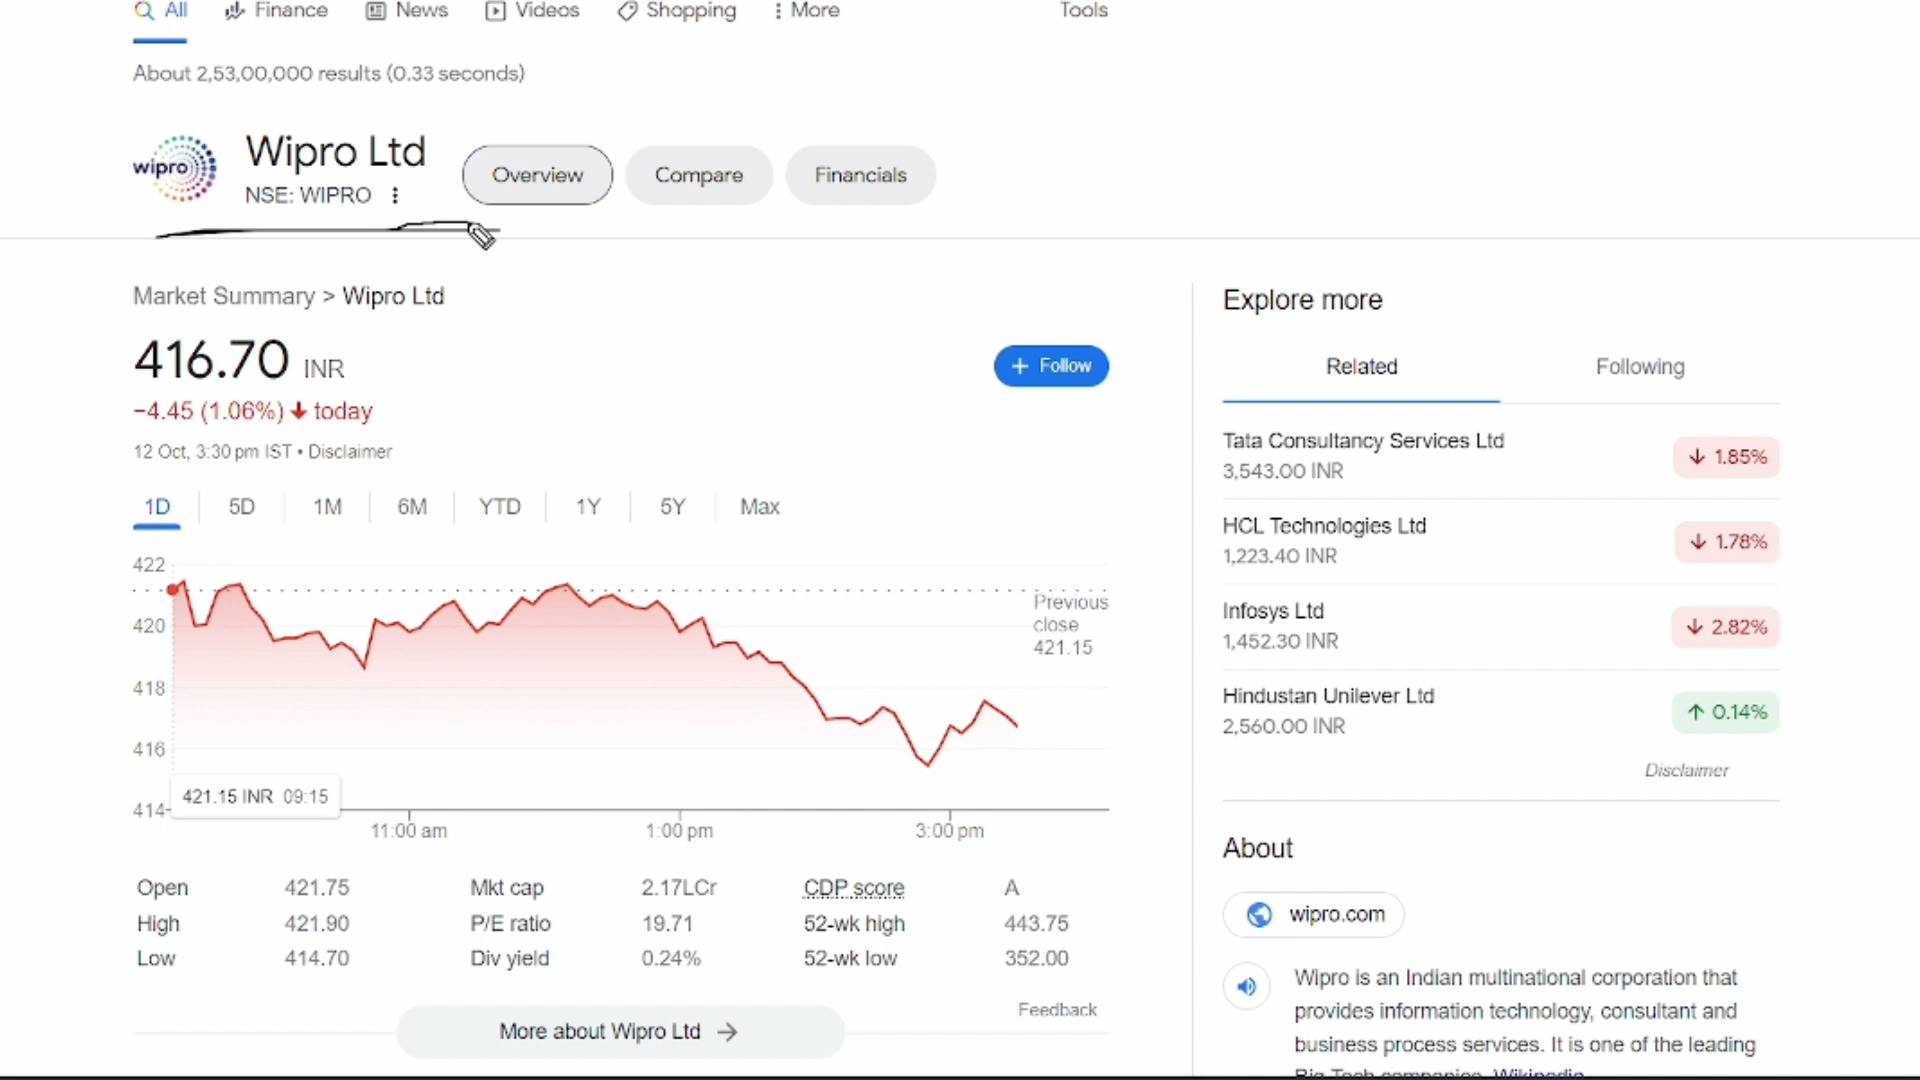 All Finance News Videos Shopping More Tools
About 2,53,00,000 results (0.33 seconds)
wipro
Wipro Ltd
NSE: WIPRO
Overview Compare Financials
Market Summary > Wipro Ltd
416.70 INR
+ Follow
−4.45 (1.06%) today
12 Oct, 3:30 pm IST • Disclaimer
1D 5D 1M 6M YTD 1Y 5Y Max
422
420
418
416
414
Previous
close
421.15
421.15 INR 09:15
11:00 am 1:00 pm 3:00 pm
Open 421.75 Mkt cap 2.17LCr CDP score A
High 421.90 P/E ratio 19.71 52-wk high 443.75
Low 414.70 Div yield 0.24% 52-wk low 352.00
Feedback
More about Wipro Ltd
Explore more
Related Following
Tata Consultancy Services Ltd
3,543.00 INR
1.85%
HCL Technologies Ltd
1,223.40 INR
1.78%
Infosys Ltd
1,452.30 INR
2.82%
Hindustan Unilever Ltd
2,560.00 INR
0.14%
Disclaimer
About
wipro.com
Wipro is an Indian multinational corporation that
provides information technology, consultant and
business process services. It is one of the leading
Big Tech companies. Wikipedia